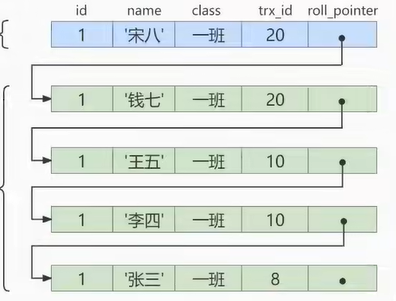 id name class trx_id roll_pointer
1 '宋八' 一班 20
1 '钱七' 一班 20
1 '王五' 一班 10
1 '李四' 一班 10
1 '张三' 一班 8